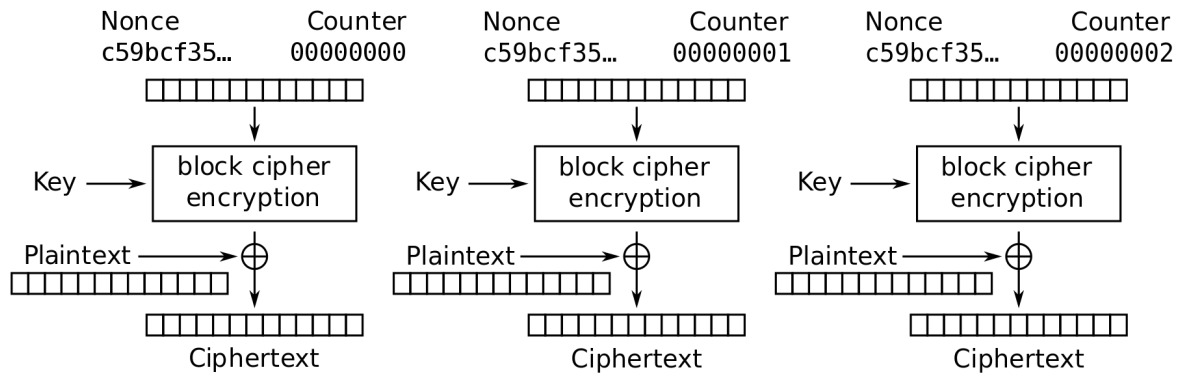 Nonce Counter Nonce Counter Nonce Counter
c59bcf35… 00000000 c59bcf35… 00000001 c59bcf35… 00000002
block cipher block cipher block cipher
Key Key Key
encryption encryption encryption
Plaintext Plaintext Plaintext
Ciphertext Ciphertext Ciphertext